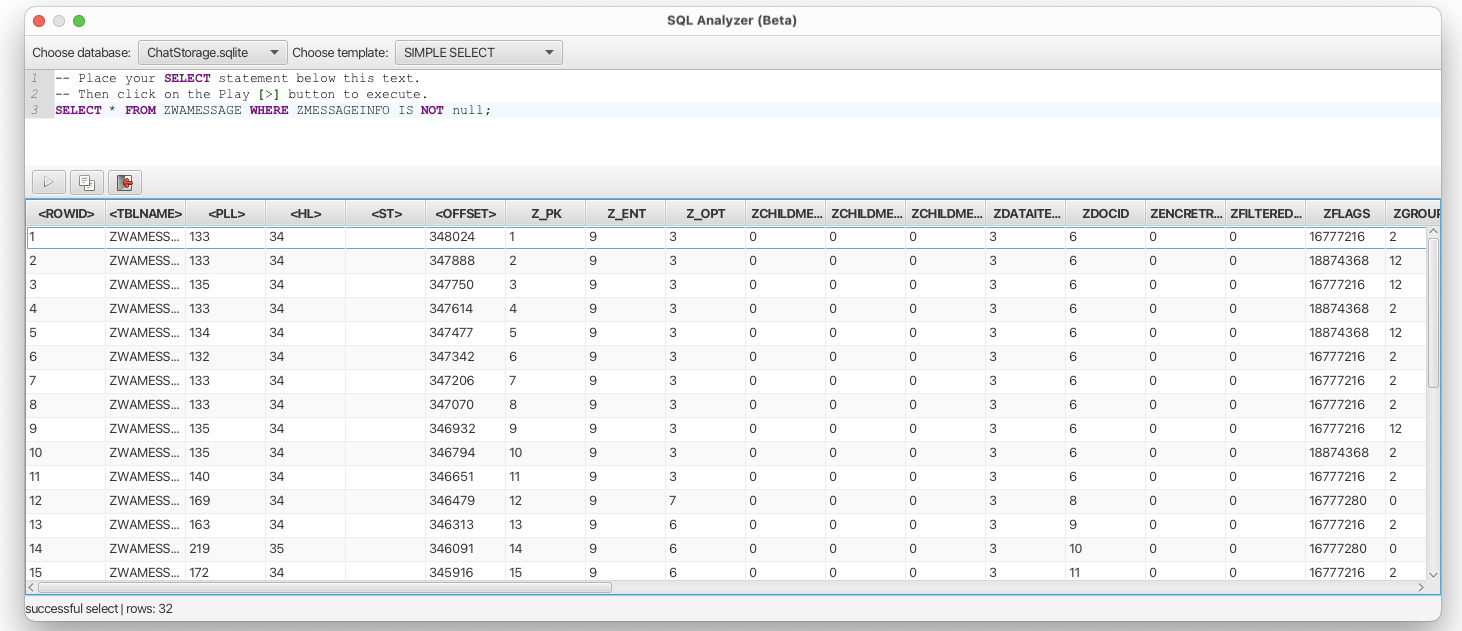 SQL Analyzer (Beta)
Choose database: ChatStorage.sqlite Choose template: SIMPLE SELECT
1 -- Place your SELECT statement below this text.
2 -- Then click on the Play [>] button to execute.
3 SELECT * FROM ZWAMESSAGE WHERE ZMESSAGEINFO IS NOT null;
<ROWID> <TBLNAME> <PLL> <HL> <ST> <OFFSET> Z_PK Z_ENT Z_OPT ZCHILDME... ZCHILDME... ZCHILDME... ZDATAITE... ZDOCID ZENCRETR... ZFILTERED... ZFLAGS ZGROUP
1 ZWAMESS... 133 34 348024 1 9 3 0 0 0 3 6 0 0 16777216 2
2 ZWAMESS... 133 34 347888 2 9 3 0 0 0 3 6 0 0 18874368 12
3 ZWAMESS... 135 34 347750 3 9 3 0 0 0 3 6 0 0 16777216 12
4 ZWAMESS... 133 34 347614 4 9 3 0 0 0 3 6 0 0 18874368 2
5 ZWAMESS... 134 34 347477 5 9 3 0 0 0 3 6 0 0 18874368 12
6 ZWAMESS... 132 34 347342 6 9 3 0 0 0 3 6 0 0 16777216 2
7 ZWAMESS... 133 34 347206 7 9 3 0 0 0 3 6 0 0 16777216 2
8 ZWAMESS... 133 34 347070 8 9 3 0 0 0 3 6 0 0 16777216 2
9 ZWAMESS... 135 34 346932 9 9 3 0 0 0 3 6 0 0 16777216 12
10 ZWAMESS... 135 34 346794 10 9 3 0 0 0 3 6 0 0 18874368 2
11 ZWAMESS... 140 34 346651 11 9 3 0 0 0 3 6 0 0 16777216 2
12 ZWAMESS... 169 34 346479 12 9 7 0 0 0 3 8 0 0 16777280 0
13 ZWAMESS... 163 34 346313 13 9 6 0 0 0 3 9 0 0 16777216 2
14 ZWAMESS... 219 35 346091 14 9 6 0 0 0 3 10 0 0 16777280 0
15 ZWAMESS... 172 34 345916 15 9 6 0 0 0 3 11 0 0 16777216 2
successful select | rows: 32